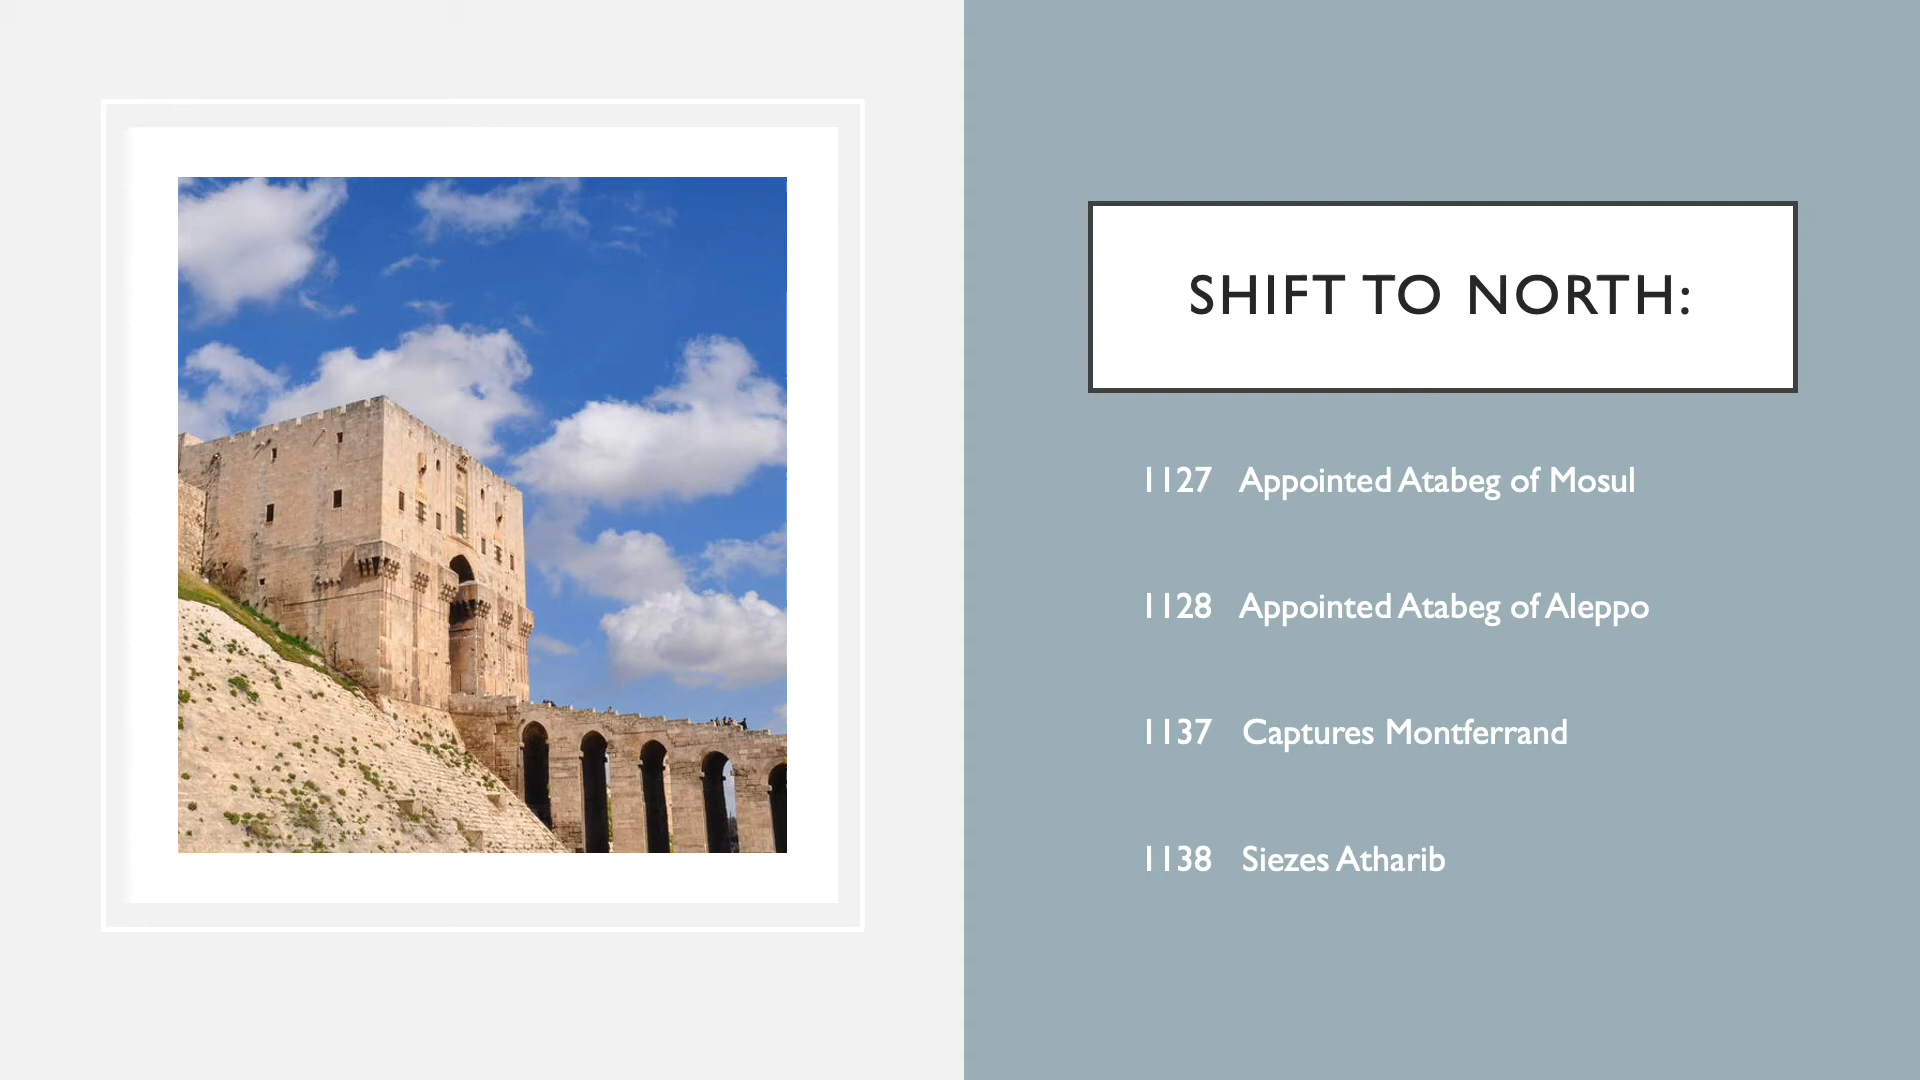 SHIFT TO NORTH:
1127 Appointed Atabeg of Mosul
1128 Appointed Atabeg of Aleppo
1137 Captures Montferrand
1138 Siezes Atharib